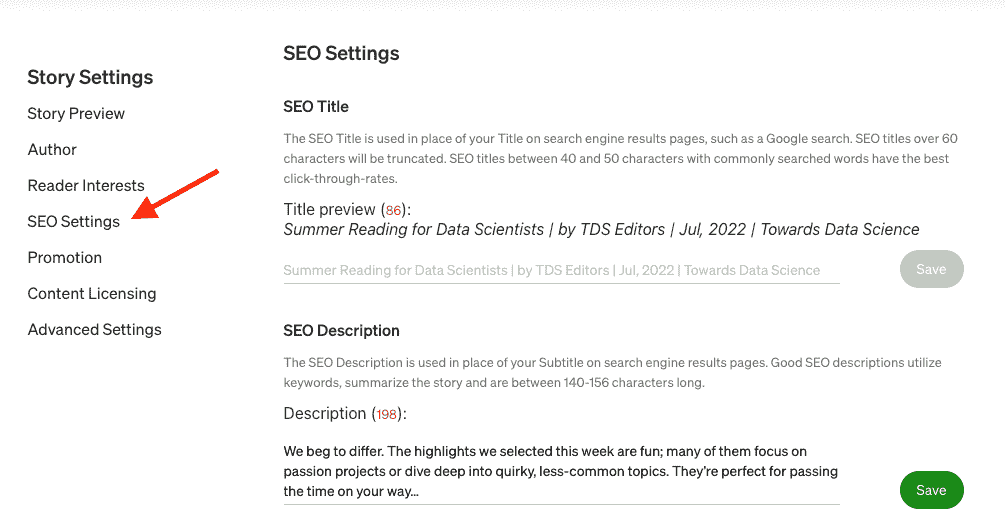 Story Settings
Story Preview
Author
Reader Interests
SEO Settings
Promotion
Content Licensing
Advanced Settings
SEO Settings
SEO Title
The SEO Title is used in place of your Title on search engine results pages, such as a Google search. SEO titles over 60
characters will be truncated. SEO titles between 40 and 50 characters with commonly searched words have the best
click-through-rates.
Title preview (86):
Summer Reading for Data Scientists | by TDS Editors | Jul, 2022 | Towards Data Science
Summer Reading for Data Scientists | by TDS Editors | Jul, 2022 | Towards Data Science
Save
SEO Description
The SEO Description is used in place of your Subtitle on search engine results pages. Good SEO descriptions utilize
keywords, summarize the story and are between 140-156 characters long.
Description (198):
We beg to differ. The highlights we selected this week are fun; many of them focus on
passion projects or dive deep into quirky, less-common topics. They're perfect for passing
the time on your way…
Save